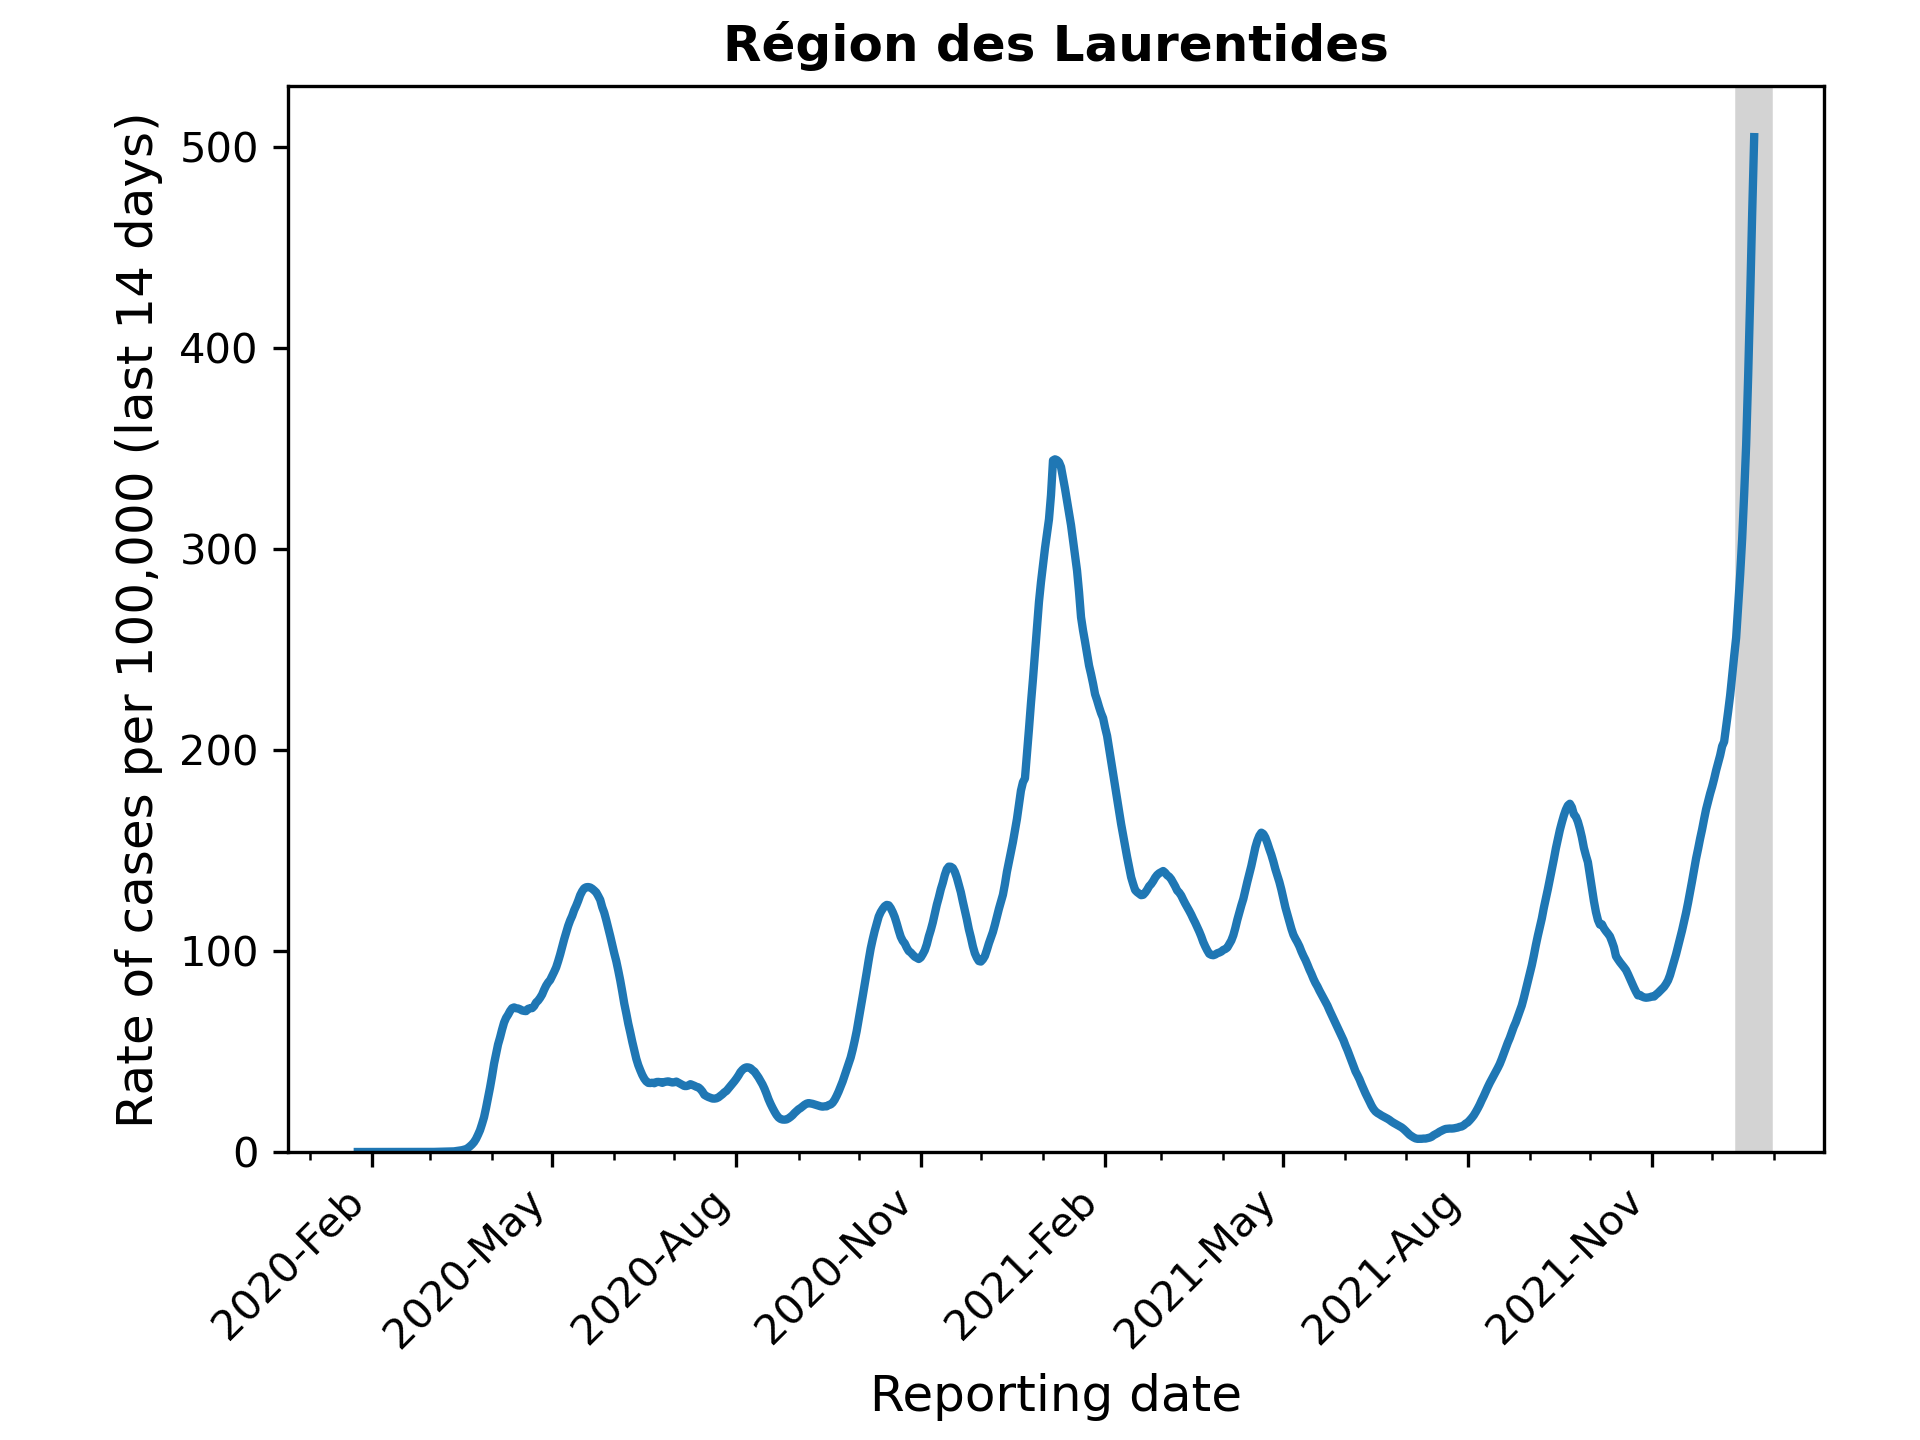 Région des Laurentides
Rate of cases per 100,000 (last 14 days)
500
400
300
200
100
0
2020-Feb
2020-May
2020-Aug
2020-Nov
2021-Feb
2021-May
2021-Aug
2021-Nov
Reporting date